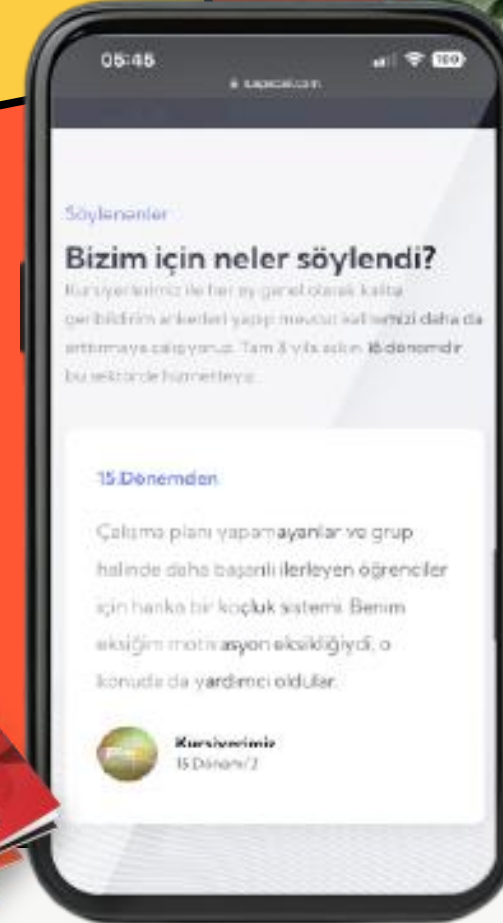 05:45
100
Söylenenler
Bizim için neler söylendi?
Kursiyerlerimiz ile her ay genel olarak kalite
geribildirim anketleri yapıp mevcut kalitemizi daha da
arttırmaya çalışıyoruz. Tam 3 yılı aşkın 16 dönemdir
bu sektörde hizmetteyiz.
15.Dönemden
Çalışma planı yapamayanlar ve grup
halinde daha başarılı ilerleyen öğrenciler
için harika bir koçluk sistemi. Benim
eksiğim motivasyon eksikliğiydi, o
konuda da yardımcı oldular.
Kursiyerimiz
15.Dönem/2